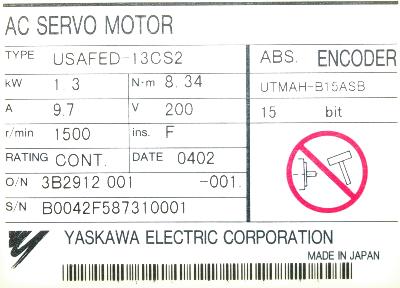 AC SERVO MOTOR
TYPE USAFED-13CS2
kW 1.3 N·m 8.34
A 9.7 V 200
r/min 1500 ins. F
RATING CONT. DATE 0402
O/N 3B2912 001 -001.
S/N B0042F587310001
ABS. ENCODER
UTMAH-B15ASB
15 bit
YASKAWA ELECTRIC CORPORATION
MADE IN JAPAN